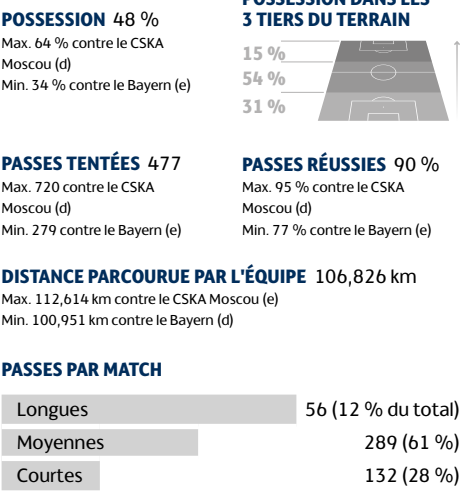 POSSESSION 48 %
Max. 64 % contre le CSKA
Moscou (d)
Min. 34 % contre le Bayern (e)
POSSESSION DANS LES
3 TIERS DU TERRAIN
15 %
54 %
31 %
PASSES TENTÉES 477
Max. 720 contre le CSKA
Moscou (d)
Min. 279 contre le Bayern (e)
PASSES RÉUSSIES 90 %
Max. 95 % contre le CSKA
Moscou (d)
Min. 77 % contre le Bayern (e)
DISTANCE PARCOURUE PAR L'ÉQUIPE 106,826 km
Max. 112,614 km contre le CSKA Moscou (e)
Min. 100,951 km contre le Bayern (d)
PASSES PAR MATCH
Longues 56 (12 % du total)
Moyennes 289 (61 %)
Courtes 132 (28 %)